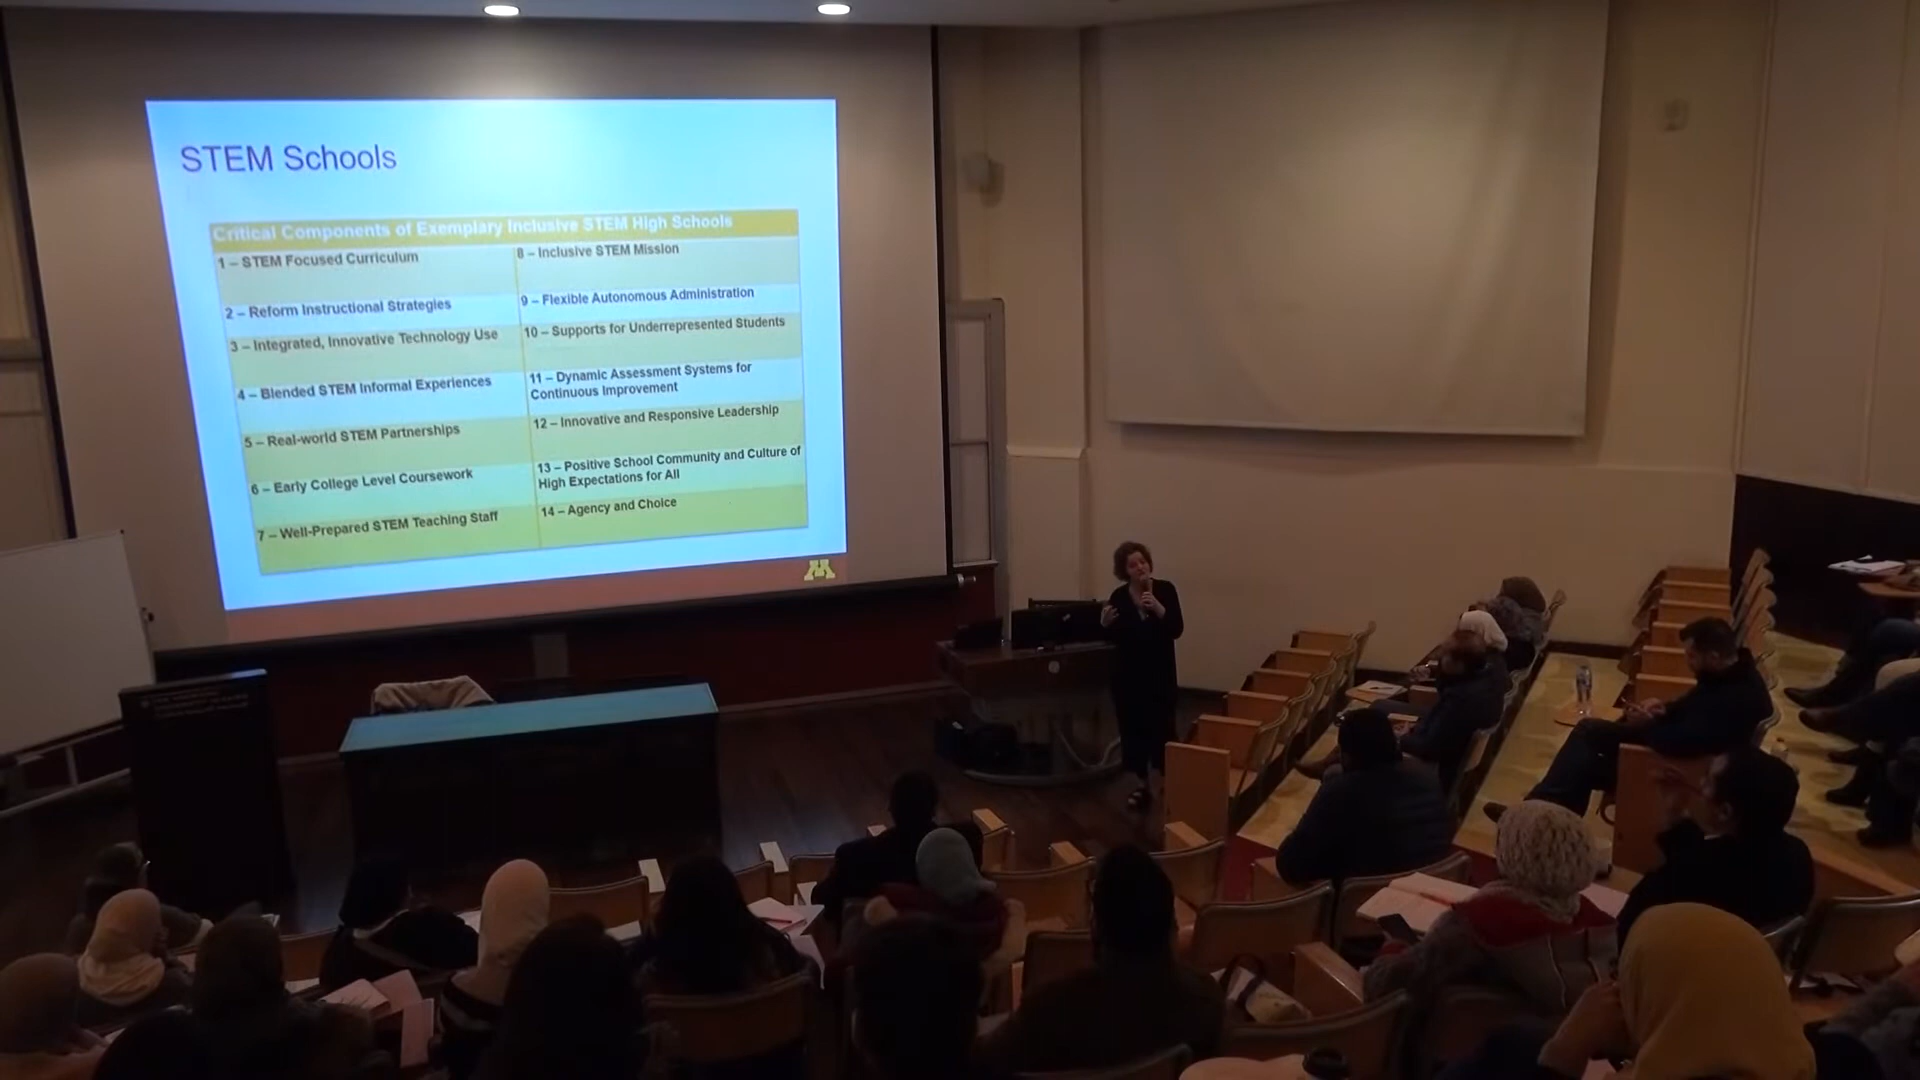 STEM Schools
Critical Components of Exemplary Inclusive STEM High Schools
1 – STEM Focused Curriculum
2 – Reform Instructional Strategies
3 – Integrated, Innovative Technology Use
4 – Blended STEM Informal Experiences
5 – Real-world STEM Partnerships
6 – Early College Level Coursework
7 – Well-Prepared STEM Teaching Staff
8 – Inclusive STEM Mission
9 – Flexible Autonomous Administration
10 – Supports for Underrepresented Students
11 – Dynamic Assessment Systems for
Continuous Improvement
12 – Innovative and Responsive Leadership
13 – Positive School Community and Culture of
High Expectations for All
14 – Agency and Choice
M